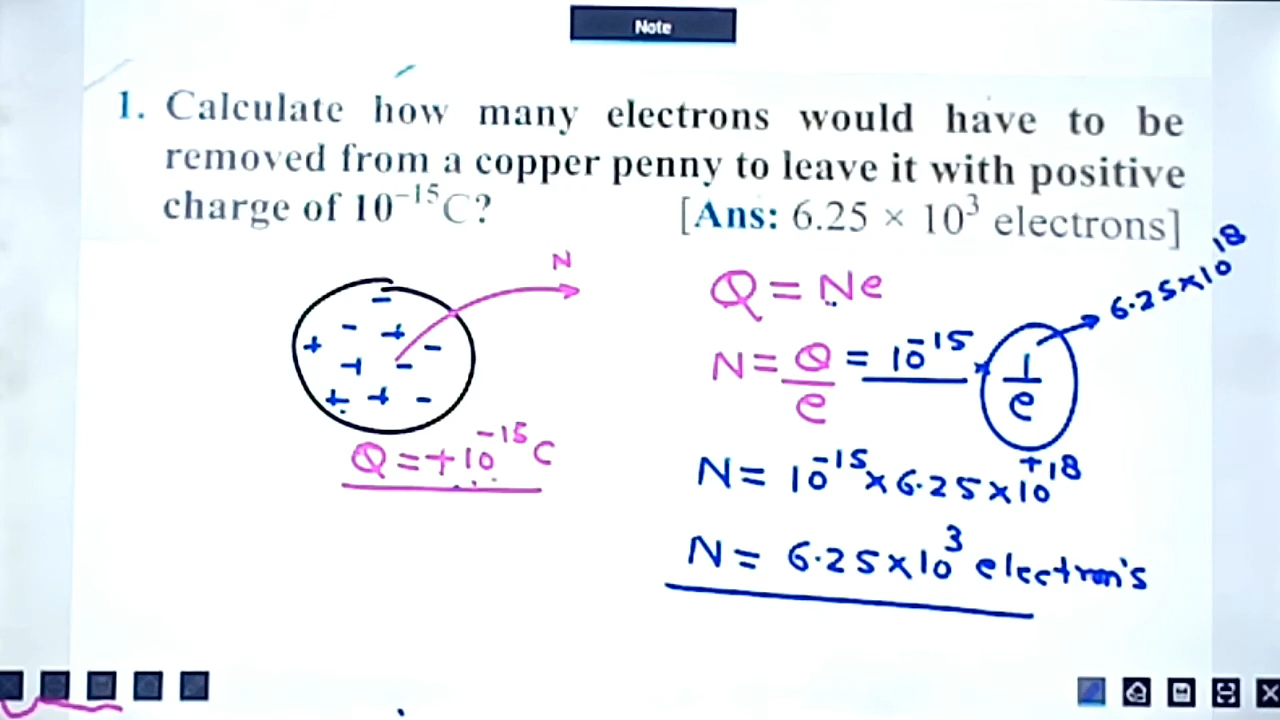 Note
1. Calculate how many electrons would have to be
removed from a copper penny to leave it with positive
charge of 10⁻¹⁵C? [Ans: 6.25 × 10³ electrons]
N
Q = Ne
6.25×10¹⁸
N = Q/e = 10⁻¹⁵ × 1/e
Q = +10⁻¹⁵ C
N = 10⁻¹⁵ × 6.25 × 10⁺¹⁸
N = 6.25×10³ electron's